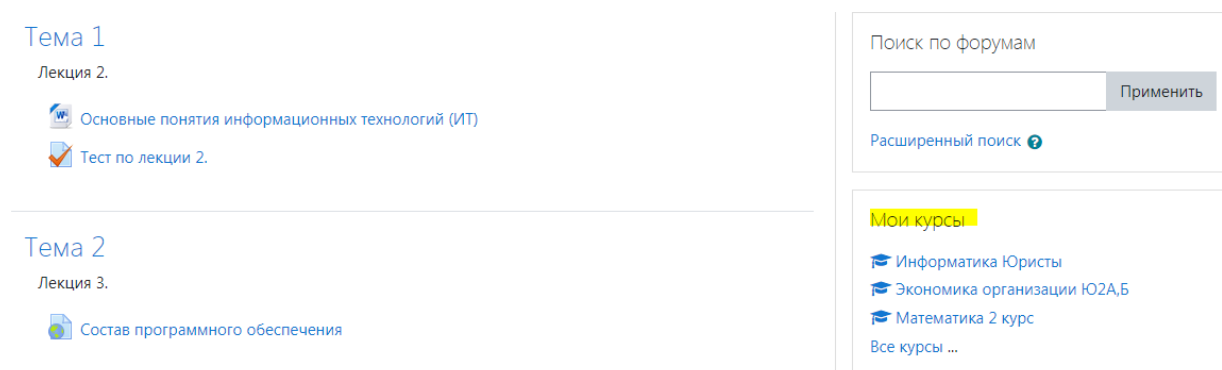 Тема 1
Лекция 2.
Основные понятия информационных технологий (ИТ)
Тест по лекции 2.
Тема 2
Лекция 3.
Состав программного обеспечения
Поиск по форумам
Применить
Расширенный поиск ?
Мои курсы
Информатика Юристы
Экономика организации Ю2А,Б
Математика 2 курс
Все курсы ...